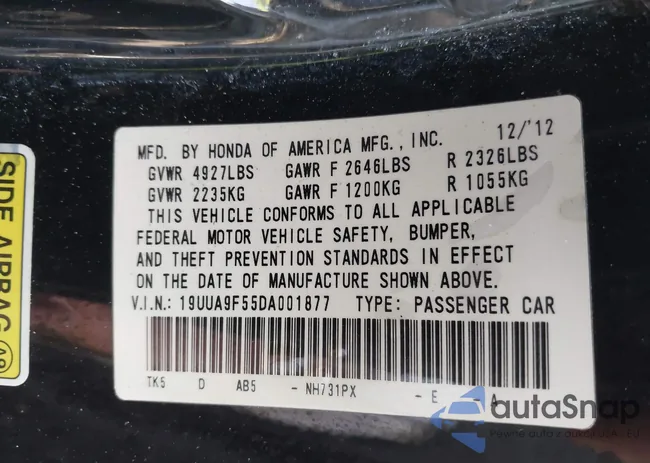 MFD. BY HONDA OF AMERICA MFG., INC. 12/'12
GVWR 4927LBS GAWR F 2646LBS R 2326LBS
GVWR 2235KG GAWR F 1200KG R 1055KG
THIS VEHICLE CONFORMS TO ALL APPLICABLE
FEDERAL MOTOR VEHICLE SAFETY, BUMPER,
AND THEFT PREVENTION STANDARDS IN EFFECT
ON THE DATE OF MANUFACTURE SHOWN ABOVE.
V.I.N.: 19UUA9F55DA001877 TYPE: PASSENGER CAR
TK5 D AB5 - NH731PX - E - A
SIDE AIRBAG
autaSnap
Pewne auta z